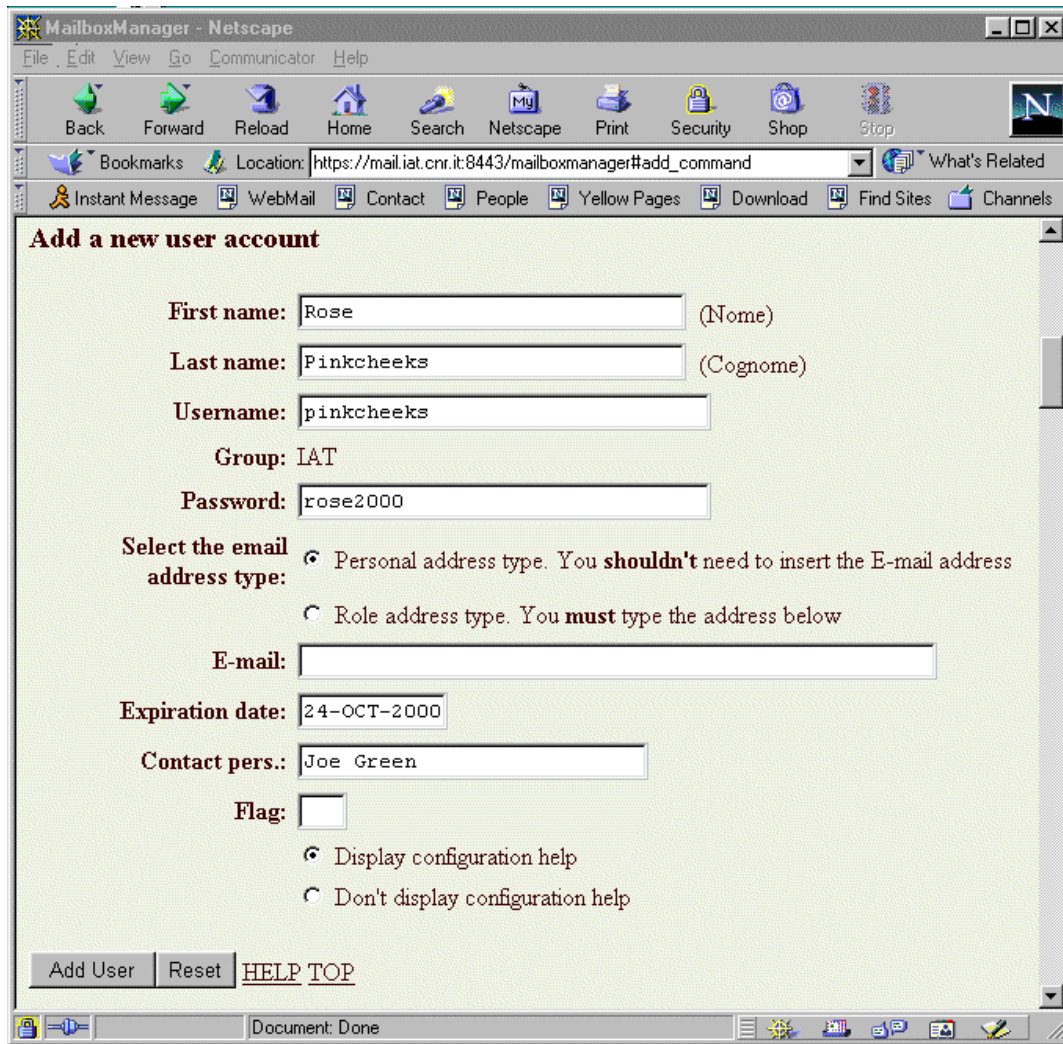 MailboxManager - Netscape
File Edit View Go Communicator Help
Back Forward Reload Home Search Netscape Print Security Shop Stop
My
N
Bookmarks Location: https://mail.iat.cnr.it:8443/mailboxmanager#add_command What's Related
Instant Message WebMail Contact People Yellow Pages Download Find Sites Channels
Add a new user account
First name: Rose (Nome)
Last name: Pinkcheeks (Cognome)
Username: pinkcheeks
Group: IAT
Password: rose2000
Select the email
address type:
Personal address type. You shouldn't need to insert the E-mail address
Role address type. You must type the address below
E-mail:
Expiration date: 24-OCT-2000
Contact pers.: Joe Green
Flag:
Display configuration help
Don't display configuration help
Add User Reset HELP TOP
Document: Done